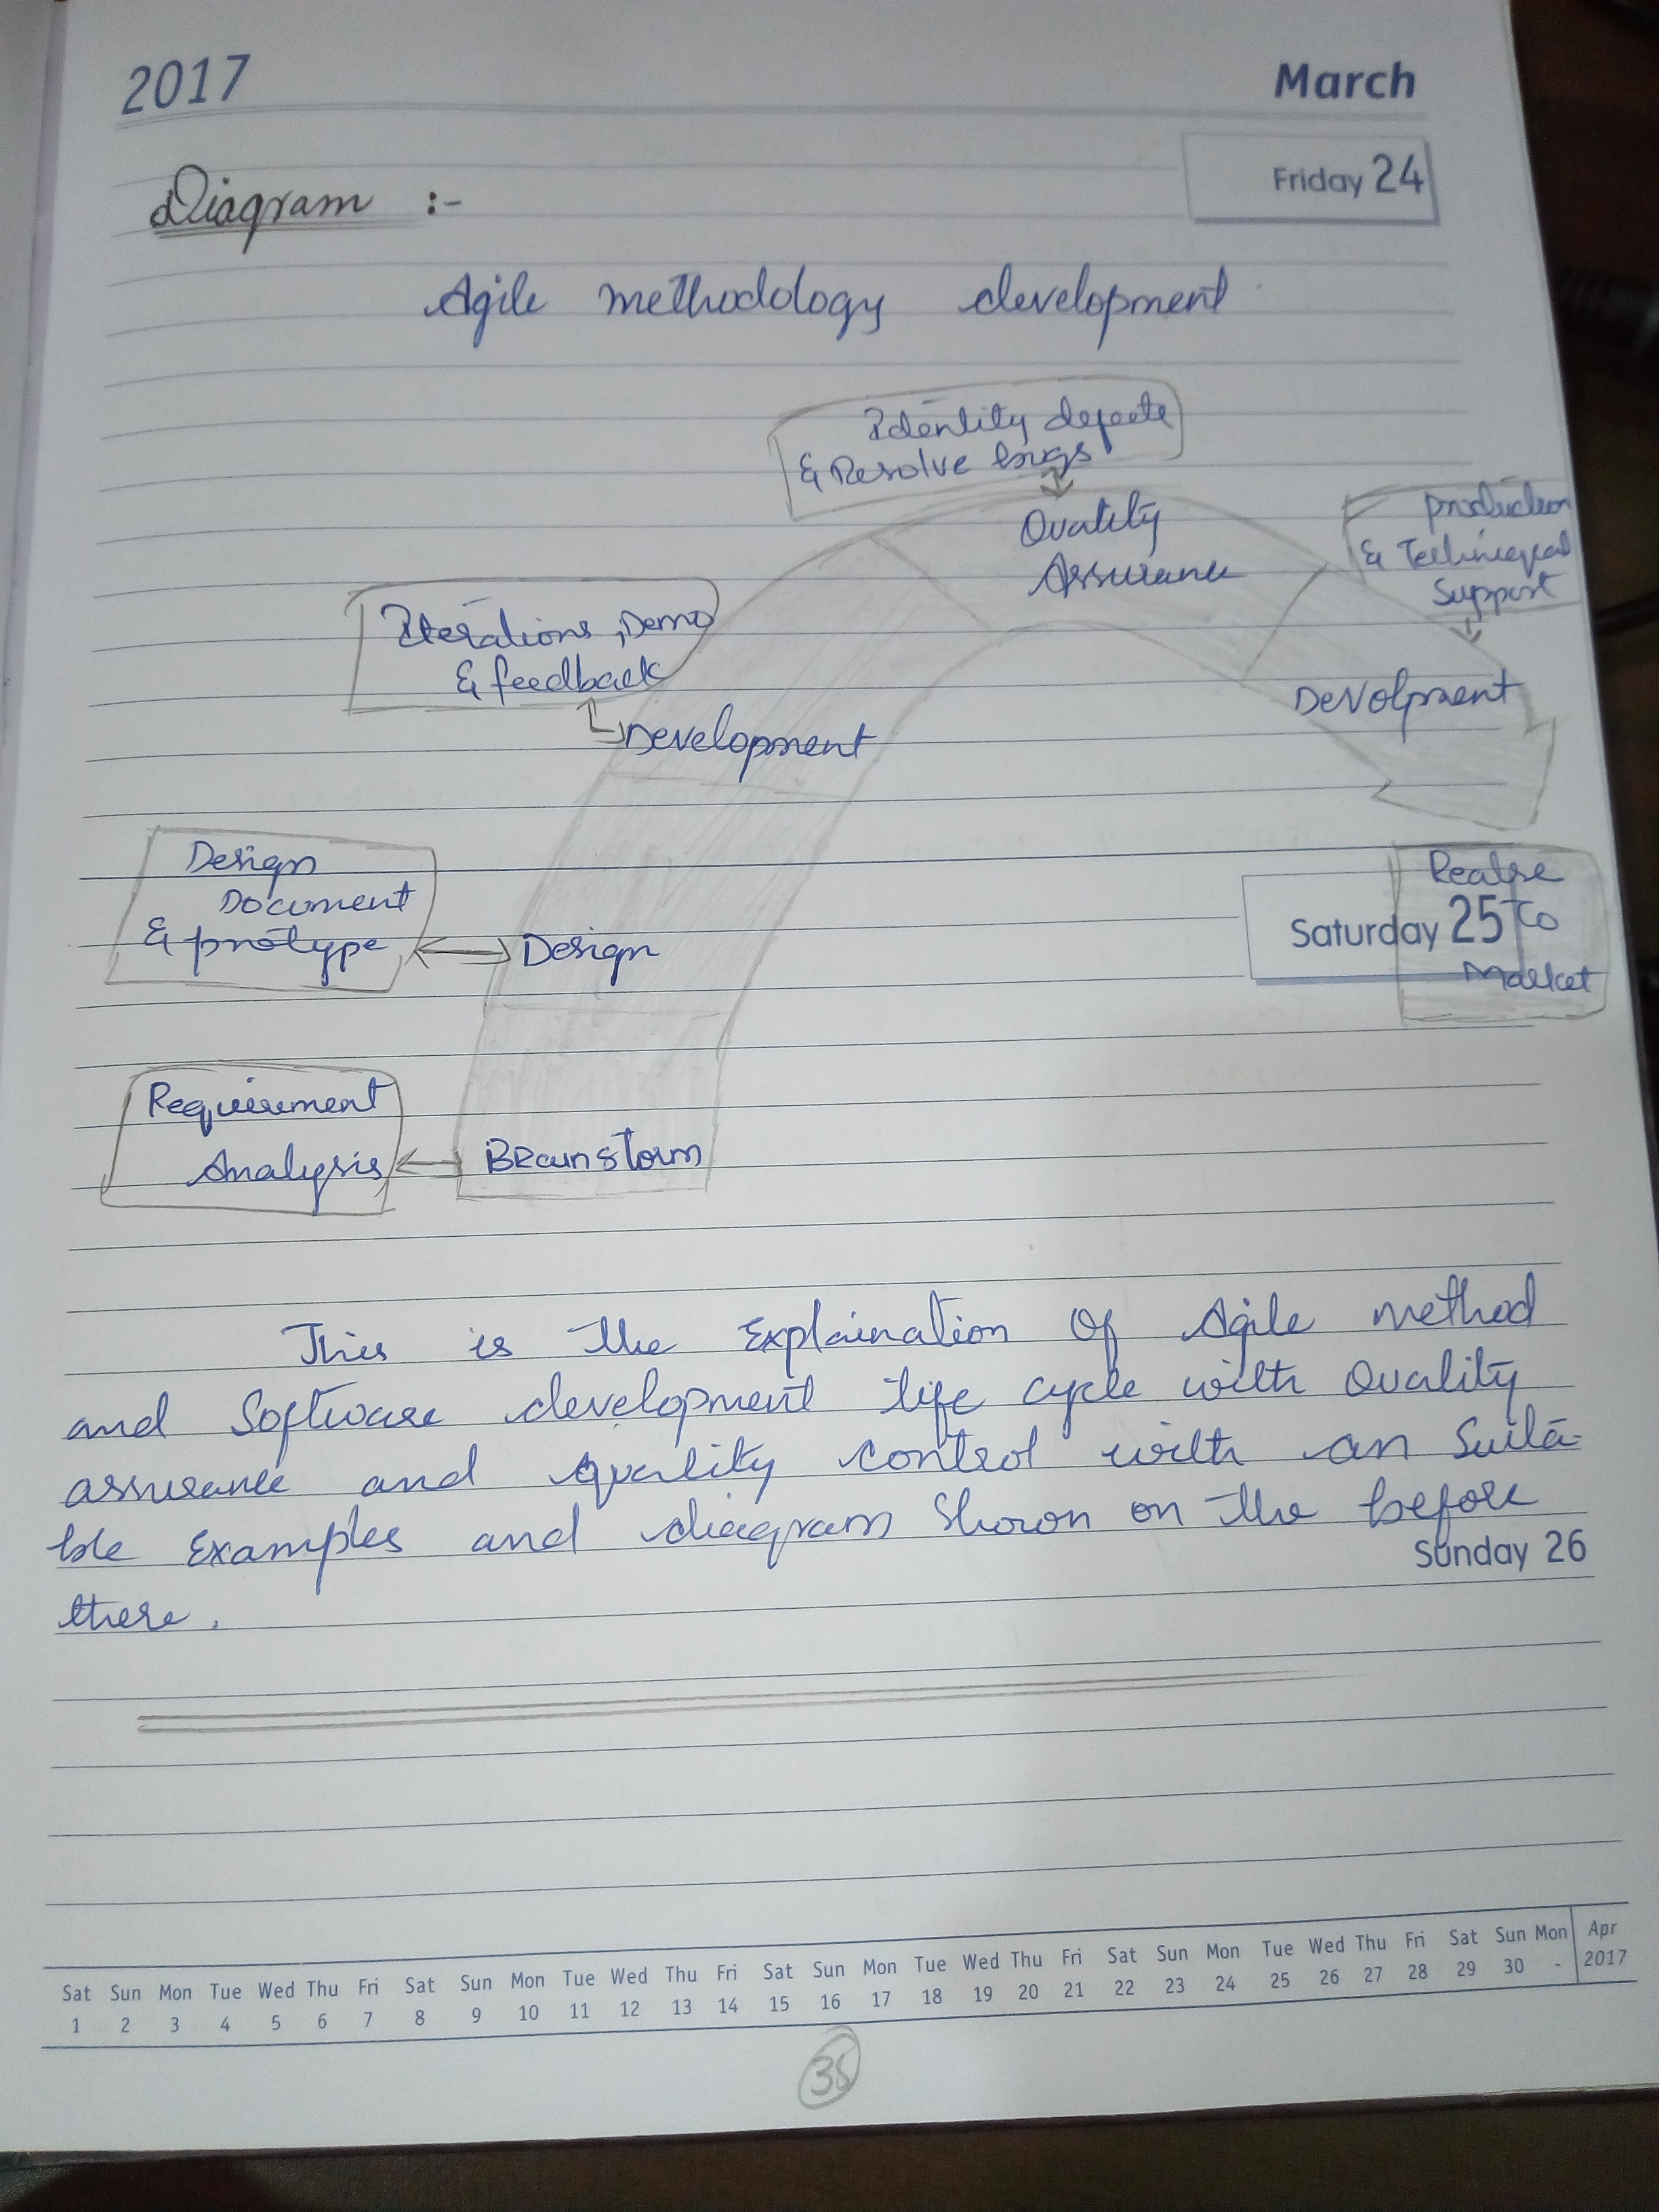 2017
March
Friday 24
Diagram :-
Agile methodology development
Identity defects
& Resolve bugs
Quality
Assurance
production
& Technical
Support
Iterations, Demo
& feedback
Development
Devolpment
Design
Document
& protype
Design
Realse
to
Market
Saturday 25
Requirement
Analysis
Brainstorm
This is the Explaination Of Agile method
and Software development life cycle with Quality
assurance and quality control with an Suita-
ble Examples and diagram Shown on the before
Sunday 26
there.
Sat Sun Mon Tue Wed Thu Fri Sat Sun Mon Tue Wed Thu Fri Sat Sun Mon Tue Wed Thu Fri Sat Sun Mon Tue Wed Thu Fri Sat Sun Mon Apr
1 2 3 4 5 6 7 8 9 10 11 12 13 14 15 16 17 18 19 20 21 22 23 24 25 26 27 28 29 30 - 2017